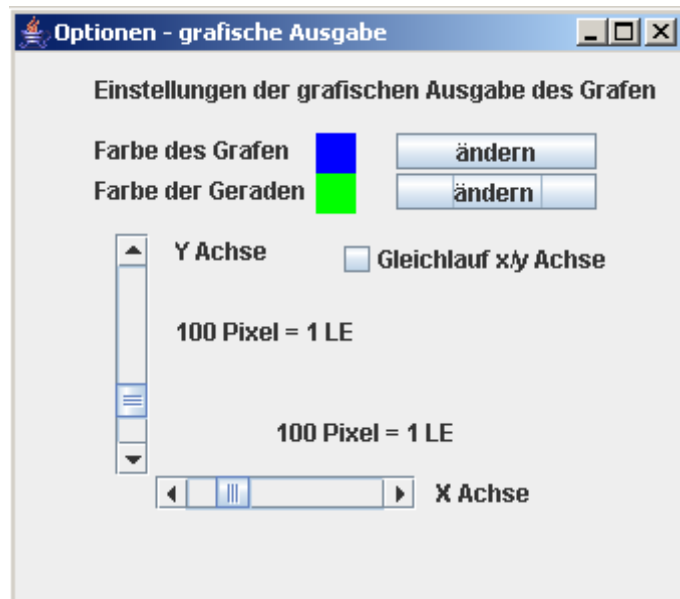 Optionen - grafische Ausgabe
Einstellungen der grafischen Ausgabe des Grafen
Farbe des Grafen
ändern
Farbe der Geraden
ändern
Y Achse
Gleichlauf x/y Achse
100 Pixel = 1 LE
100 Pixel = 1 LE
X Achse